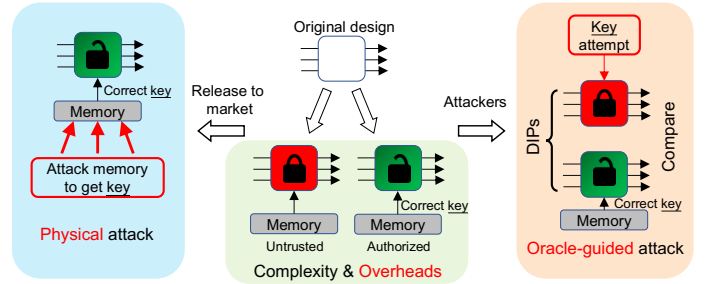 Original design
Correct key
Memory
Attack memory
to get key
Physical attack
Release to
market
Attackers
Correct key
Memory
Memory
Untrusted
Authorized
Complexity & Overheads
Key
attempt
DIPs
Compare
Correct key
Memory
Oracle-guided attack